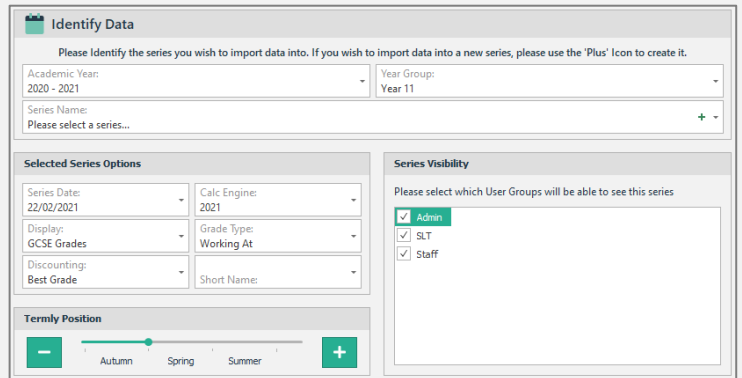 Identify Data
Please Identify the series you wish to import data into. If you wish to import data into a new series, please use the 'Plus' Icon to create it.
Academic Year:
2020 - 2021
Year Group:
Year 11
Series Name:
Please select a series...
Selected Series Options
Series Date:
22/02/2021
Calc Engine:
2021
Display:
GCSE Grades
Grade Type:
Working At
Discounting:
Best Grade
Short Name:
Termly Position
Autumn Spring Summer
Series Visibility
Please select which User Groups will be able to see this series
Admin
SLT
Staff